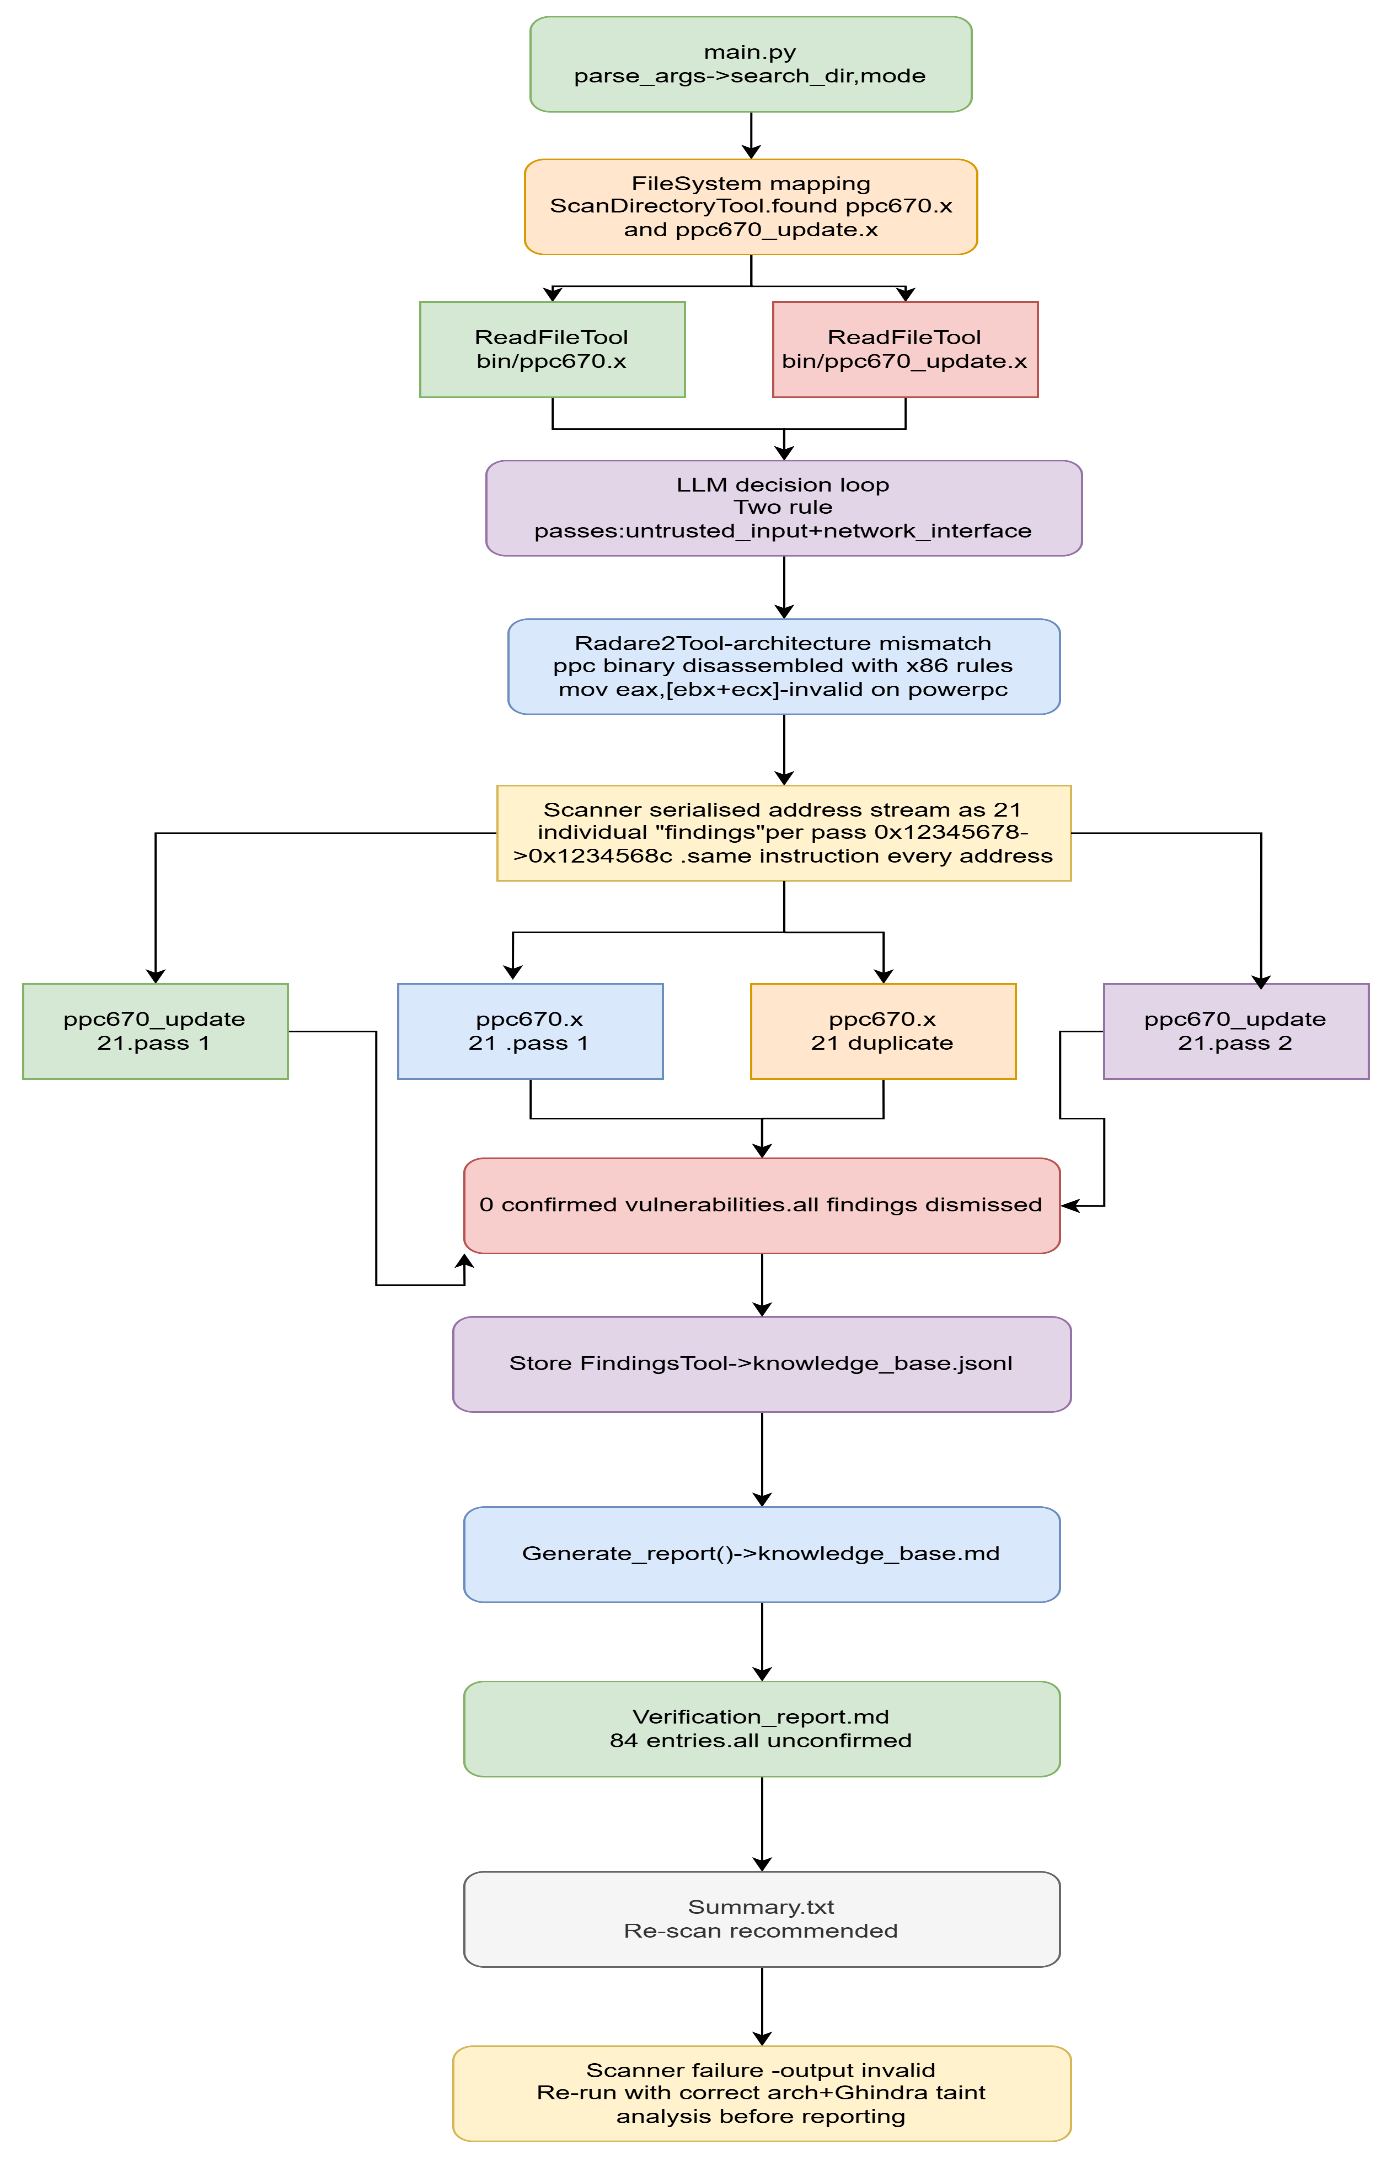 main.py
parse_args->search_dir,mode
FileSystem mapping
ScanDirectoryTool.found ppc670.x
and ppc670_update.x
ReadFileTool
bin/ppc670.x
ReadFileTool
bin/ppc670_update.x
LLM decision loop
Two rule
passes:untrusted_input+network_interface
Radare2Tool-architecture mismatch
ppc binary disassembled with x86 rules
mov eax,[ebx+ecx]-invalid on powerpc
Scanner serialised address stream as 21
individual "findings"per pass 0x12345678-
>0x1234568c .same instruction every address
ppc670_update
21.pass 1
ppc670.x
21 .pass 1
ppc670.x
21 duplicate
ppc670_update
21.pass 2
0 confirmed vulnerabilities.all findings dismissed
Store FindingsTool->knowledge_base.jsonl
Generate_report()->knowledge_base.md
Verification_report.md
84 entries.all unconfirmed
Summary.txt
Re-scan recommended
Scanner failure -output invalid
Re-run with correct arch+Ghindra taint
analysis before reporting